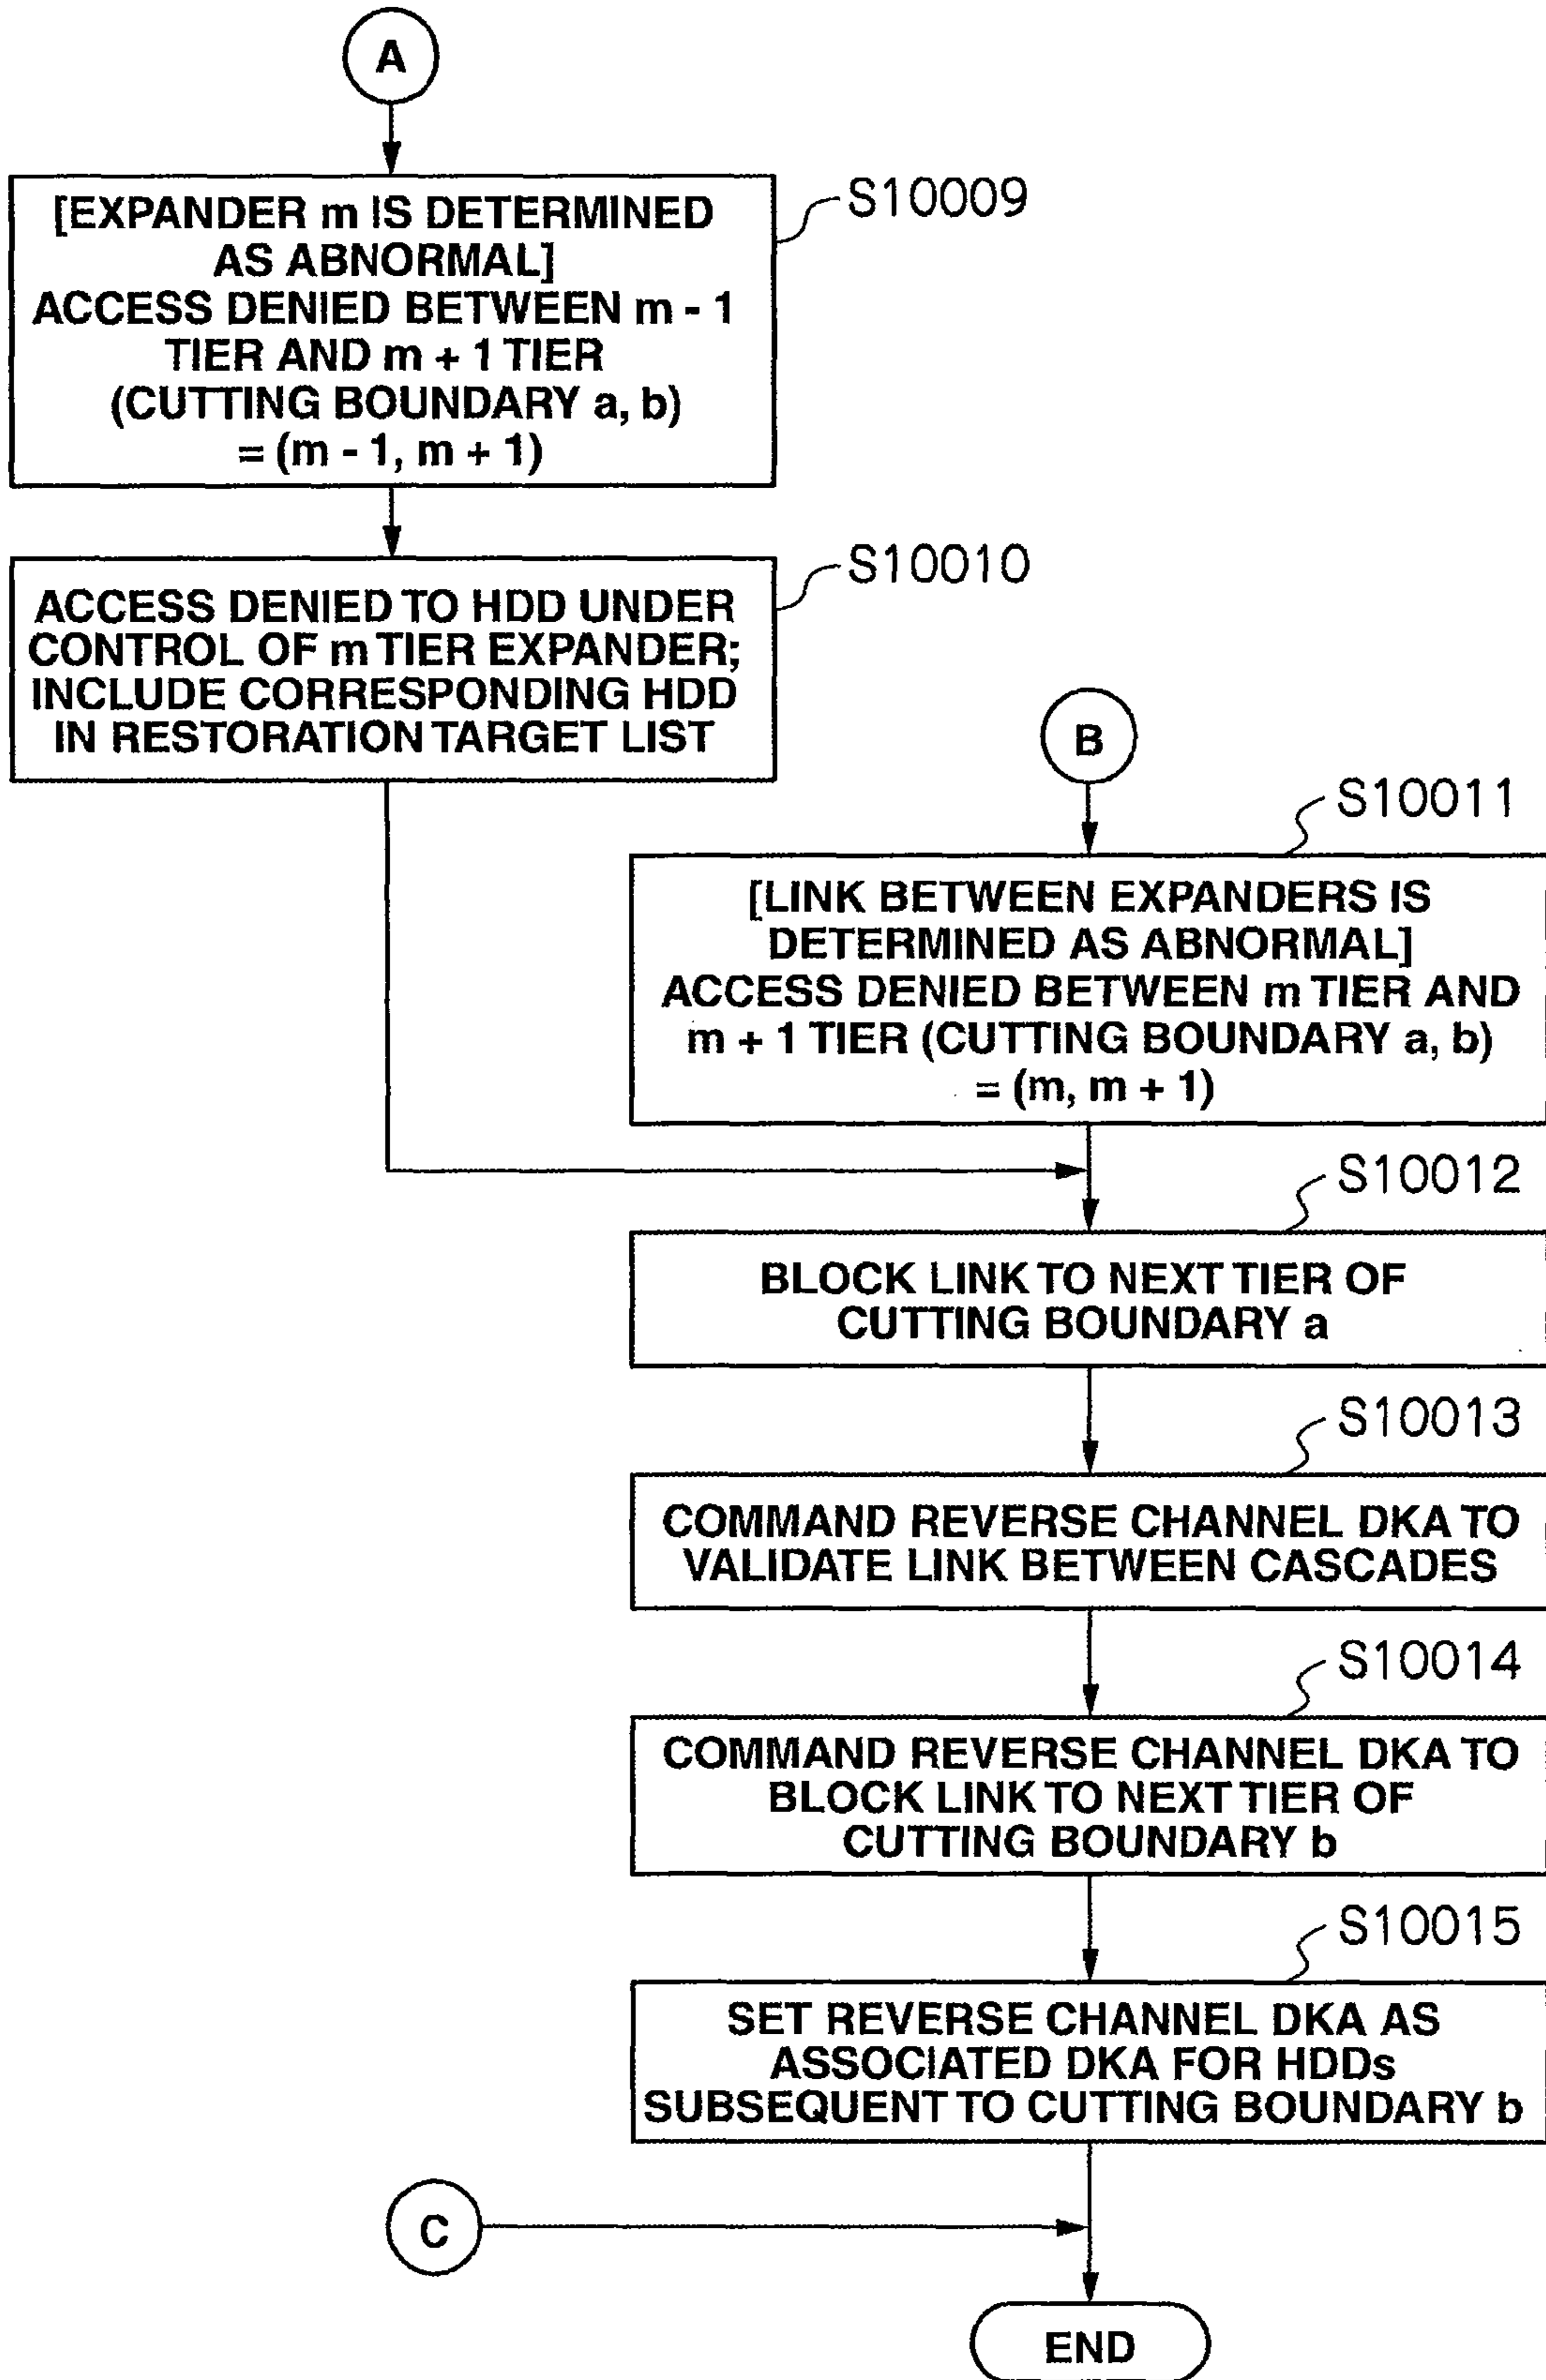 A
[EXPANDER m IS DETERMINED
AS ABNORMAL]
ACCESS DENIED BETWEEN m - 1
TIER AND m + 1 TIER
(CUTTING BOUNDARY a, b)
= (m - 1, m + 1)
S10009
ACCESS DENIED TO HDD UNDER
CONTROL OF m TIER EXPANDER;
INCLUDE CORRESPONDING HDD
IN RESTORATION TARGET LIST
S10010
B
S10011
[LINK BETWEEN EXPANDERS IS
DETERMINED AS ABNORMAL]
ACCESS DENIED BETWEEN m TIER AND
m + 1 TIER (CUTTING BOUNDARY a, b)
= (m, m + 1)
S10012
BLOCK LINK TO NEXT TIER OF
CUTTING BOUNDARY a
S10013
COMMAND REVERSE CHANNEL DKA TO
VALIDATE LINK BETWEEN CASCADES
S10014
COMMAND REVERSE CHANNEL DKA TO
BLOCK LINK TO NEXT TIER OF
CUTTING BOUNDARY b
S10015
SET REVERSE CHANNEL DKA AS
ASSOCIATED DKA FOR HDDs
SUBSEQUENT TO CUTTING BOUNDARY b
C
END